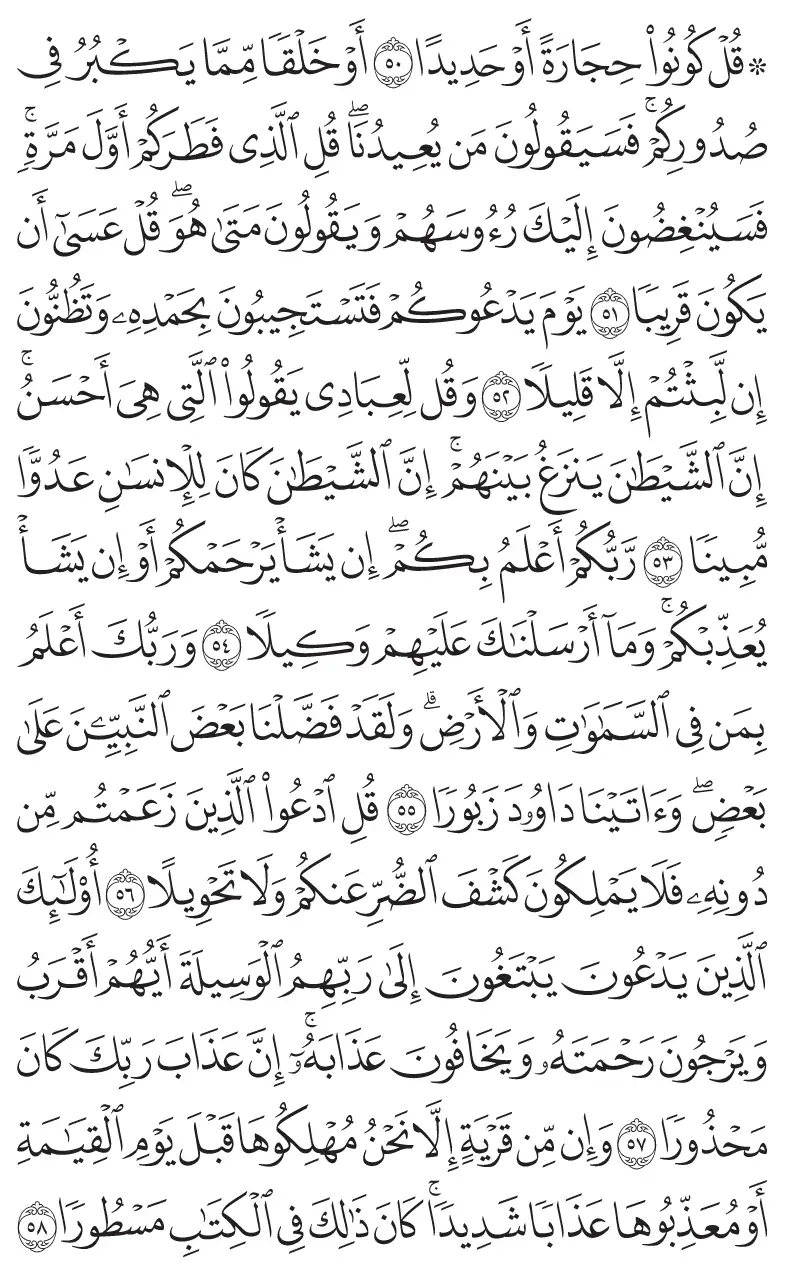 ۞ قُلۡ كُونُواْ حِجَارَةً أَوۡ حَدِيدًا ٥٠ أَوۡ خَلۡقٗا مِّمَّا يَكۡبُرُ فِي
صُدُورِكُمۡۚ فَسَيَقُولُونَ مَن يُعِيدُنَاۖ قُلِ ٱلَّذِي فَطَرَكُمۡ أَوَّلَ مَرَّةٖۚ
فَسَيُنۡغِضُونَ إِلَيۡكَ رُءُوسَهُمۡ وَيَقُولُونَ مَتَىٰ هُوَۖ قُلۡ عَسَىٰٓ أَن
يَكُونَ قَرِيبٗا ٥١ يَوۡمَ يَدۡعُوكُمۡ فَتَسۡتَجِيبُونَ بِحَمۡدِهِۦ وَتَظُنُّونَ
إِن لَّبِثۡتُمۡ إِلَّا قَلِيلٗا ٥٢ وَقُل لِّعِبَادِي يَقُولُواْ ٱلَّتِي هِيَ أَحۡسَنُۚ
إِنَّ ٱلشَّيۡطَٰنَ يَنزَغُ بَيۡنَهُمۡۚ إِنَّ ٱلشَّيۡطَٰنَ كَانَ لِلۡإِنسَٰنِ عَدُوّٗا
مُّبِينٗا ٥٣ رَّبُّكُمۡ أَعۡلَمُ بِكُمۡۖ إِن يَشَأۡ يَرۡحَمۡكُمۡ أَوۡ إِن يَشَأۡ
يُعَذِّبۡكُمۡۚ وَمَآ أَرۡسَلۡنَٰكَ عَلَيۡهِمۡ وَكِيلٗا ٥٤ وَرَبُّكَ أَعۡلَمُ
بِمَن فِي ٱلسَّمَٰوَٰتِ وَٱلۡأَرۡضِۗ وَلَقَدۡ فَضَّلۡنَا بَعۡضَ ٱلنَّبِيِّـۧنَ عَلَىٰ
بَعۡضٖۖ وَءَاتَيۡنَا دَاوُۥدَ زَبُورٗا ٥٥ قُلِ ٱدۡعُواْ ٱلَّذِينَ زَعَمۡتُم مِّن
دُونِهِۦ فَلَا يَمۡلِكُونَ كَشۡفَ ٱلضُّرِّ عَنكُمۡ وَلَا تَحۡوِيلًا ٥٦ أُوْلَٰٓئِكَ
ٱلَّذِينَ يَدۡعُونَ يَبۡتَغُونَ إِلَىٰ رَبِّهِمُ ٱلۡوَسِيلَةَ أَيُّهُمۡ أَقۡرَبُ
وَيَرۡجُونَ رَحۡمَتَهُۥ وَيَخَافُونَ عَذَابَهُۥٓۚ إِنَّ عَذَابَ رَبِّكَ كَانَ
مَحۡذُورٗا ٥٧ وَإِن مِّن قَرۡيَةٍ إِلَّا نَحۡنُ مُهۡلِكُوهَا قَبۡلَ يَوۡمِ ٱلۡقِيَٰمَةِ
أَوۡ مُعَذِّبُوهَا عَذَابٗا شَدِيدٗاۚ كَانَ ذَٰلِكَ فِي ٱلۡكِتَٰبِ مَسۡطُورٗا ٥٨